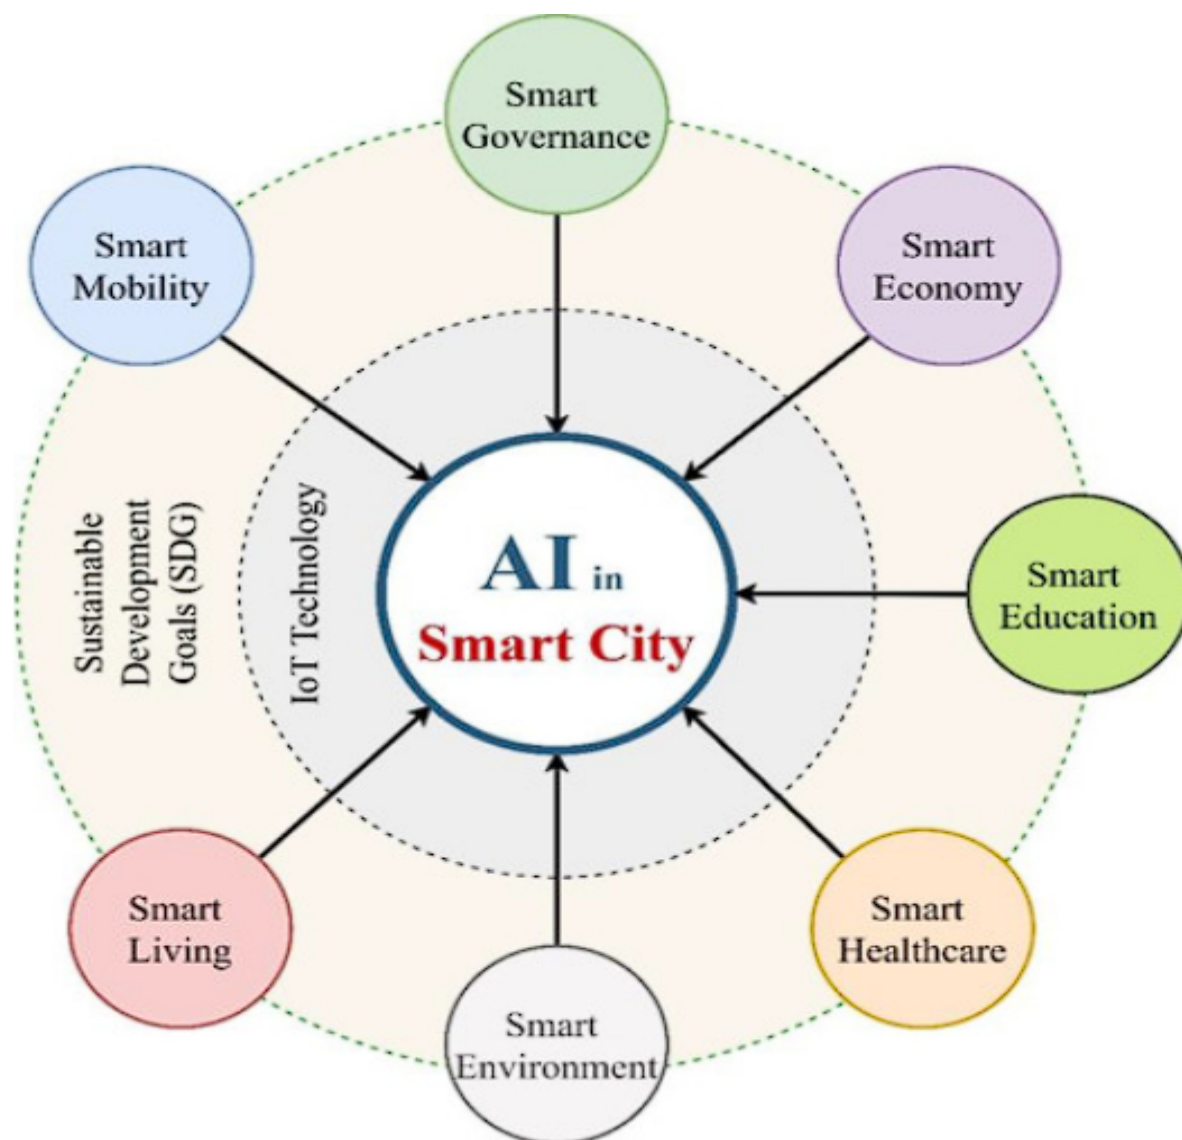 Smart
Governance
Smart
Mobility
Smart
Economy
Sustainable
Development
Goals (SDG)
IoT Technology
AI in
Smart City
Smart
Education
Smart
Living
Smart
Healthcare
Smart
Environment